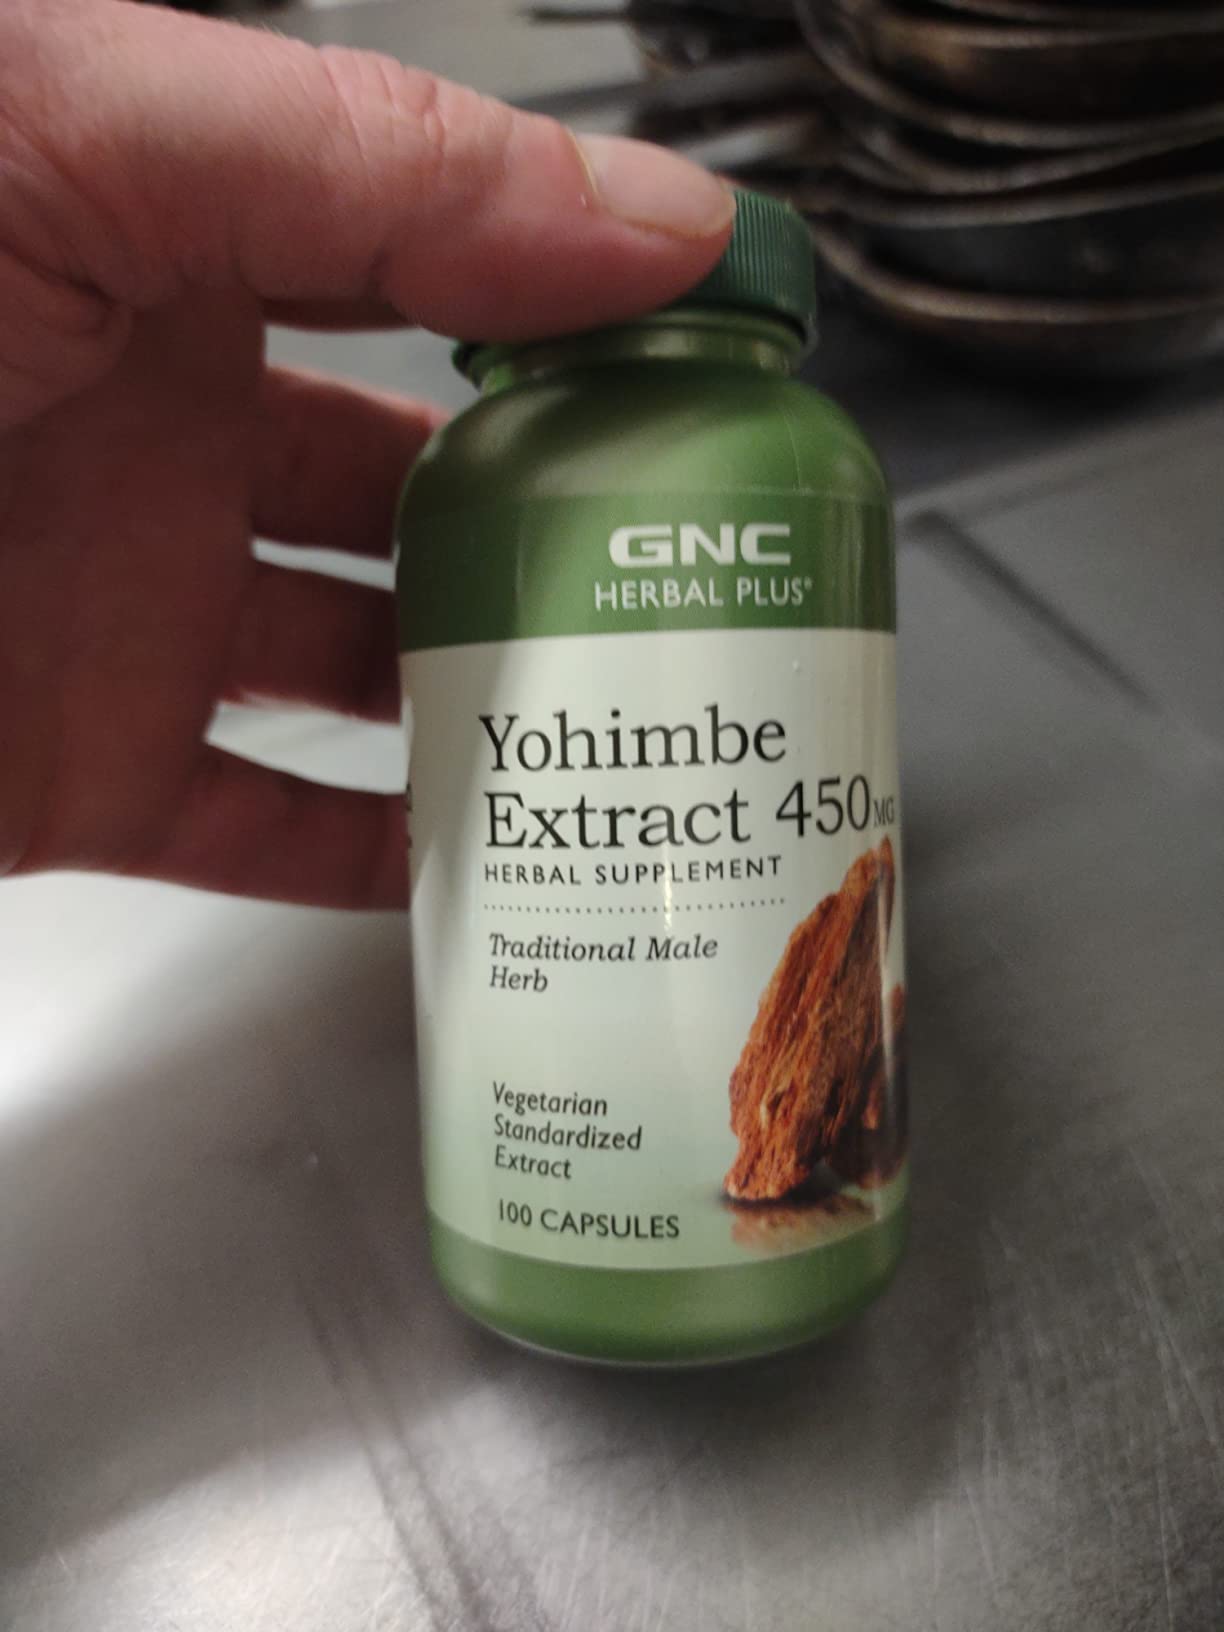 GNC
HERBAL PLUS®
Yohimbe
Extract 450MG
HERBAL SUPPLEMENT
Traditional Male
Herb
Vegetarian
Standardized
Extract
100 CAPSULES